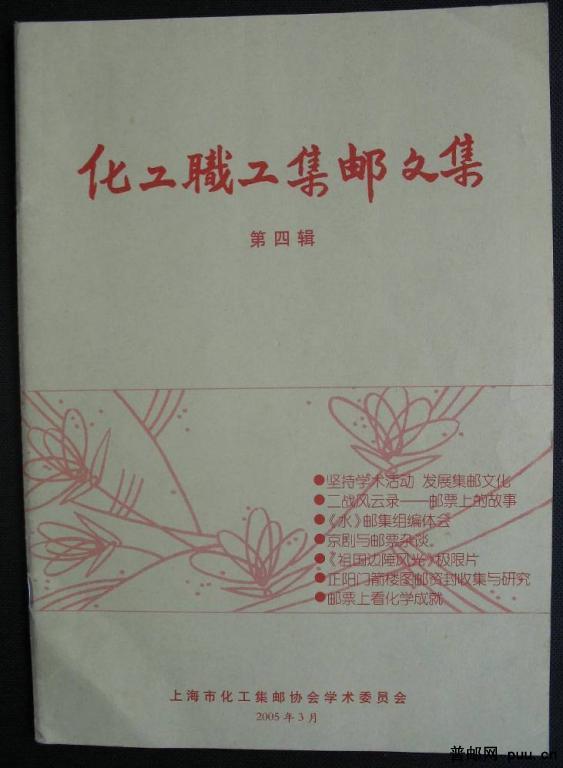 化工職工集邮文集
第四辑
●坚持学术活动 发展集邮文化
●二战风云录——邮票上的故事
●《水》邮集组编体会
●京剧与邮票杂谈。
●《祖国边陲风光》极限片
●正阳门箭楼图邮资封收集与研究
●邮票上看化学成就
上海市化工集邮协会学术委员会
2005年3月
普邮网 puu.cn